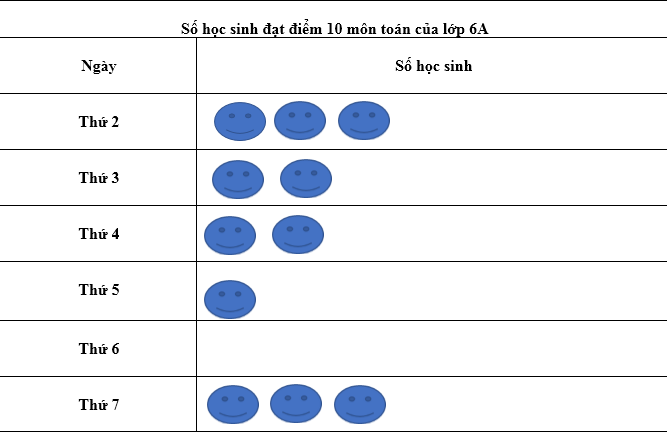 Số học sinh đạt điểm 10 môn toán của lớp 6A
Ngày Số học sinh
Thứ 2
Thứ 3
Thứ 4
Thứ 5
Thứ 6
Thứ 7